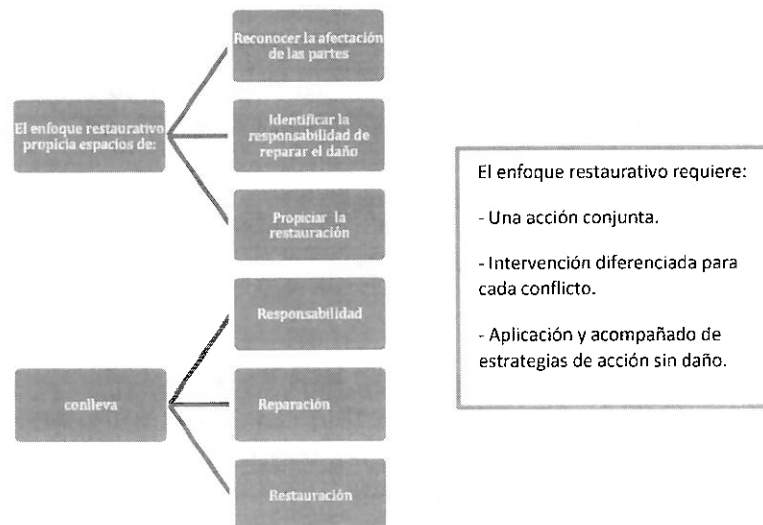 Reconocer la afectación
de las partes
El enfoque restaurativo
propicia espacios de:
Identificar la
responsabilidad de
reparar el daño
Propiciar la
restauración
Responsabilidad
conlleva
Reparación
Restauración
El enfoque restaurativo requiere:
- Una acción conjunta.
- Intervención diferenciada para
cada conflicto.
- Aplicación y acompañado de
estrategias de acción sin daño.